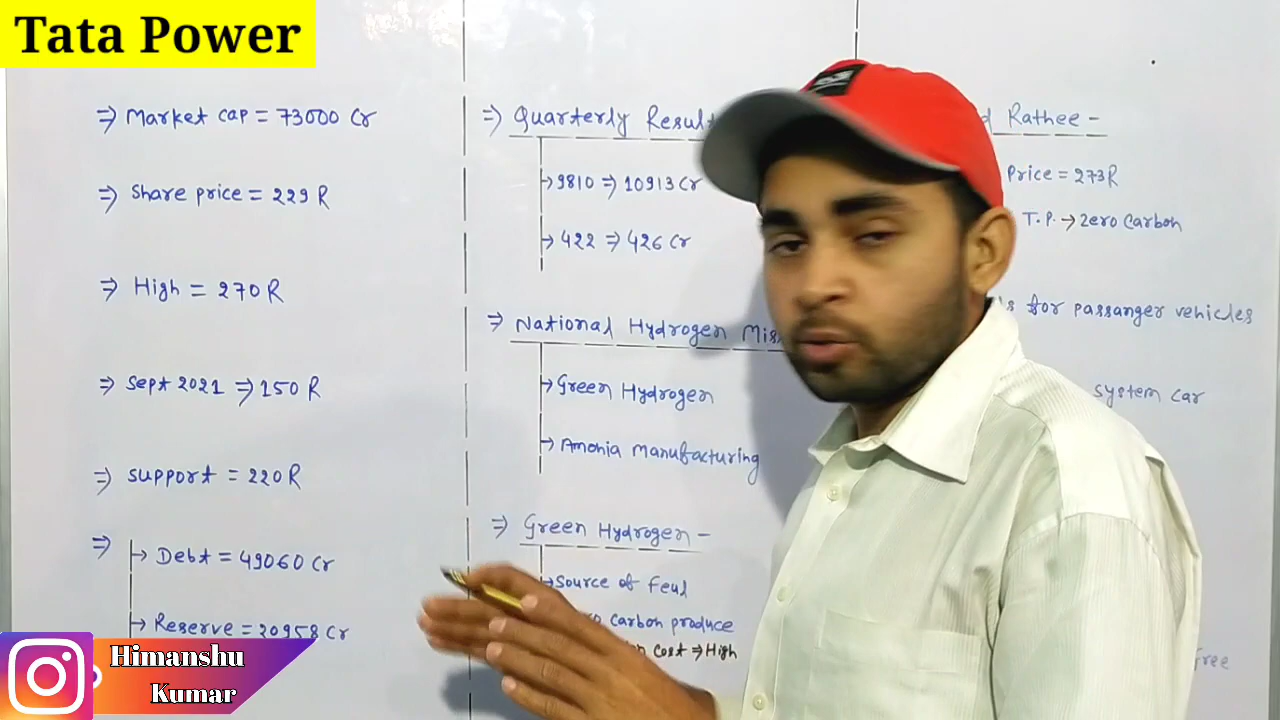 Tata Power
⇒ Market cap = 73000 Cr
⇒ Share price = 229 R
⇒ High = 270 R
⇒ Sept 2021 ⇒ 150 R
⇒ Support = 220 R
⇒ → Debt = 49060 Cr
→ Reserve = 20958 Cr
Himanshu
Kumar
⇒ Quarterly Result
→ 9810 ⇒ 10913 Cr
→ 422 ⇒ 426 Cr
⇒ National Hydrogen Mis
→ Green Hydrogen
→ Amonia manufacturing
⇒ Green Hydrogen -
→ Source of Feul
carbon produce
cost ⇒ High
d Rathee -
Price = 273 R
T.P. → Zero Carbon
for passanger vehicles
system car
free